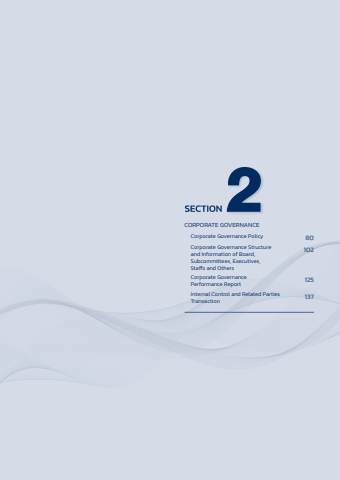 SECTION 2
CORPORATE GOVERNANCE
Corporate Governance Policy 80
Corporate Governance Structure 102
and Information of Board,
Subcommittees, Executives,
Staffs and Others
Corporate Governance 125
Performance Report
Internal Control and Related Parties 137
Transaction